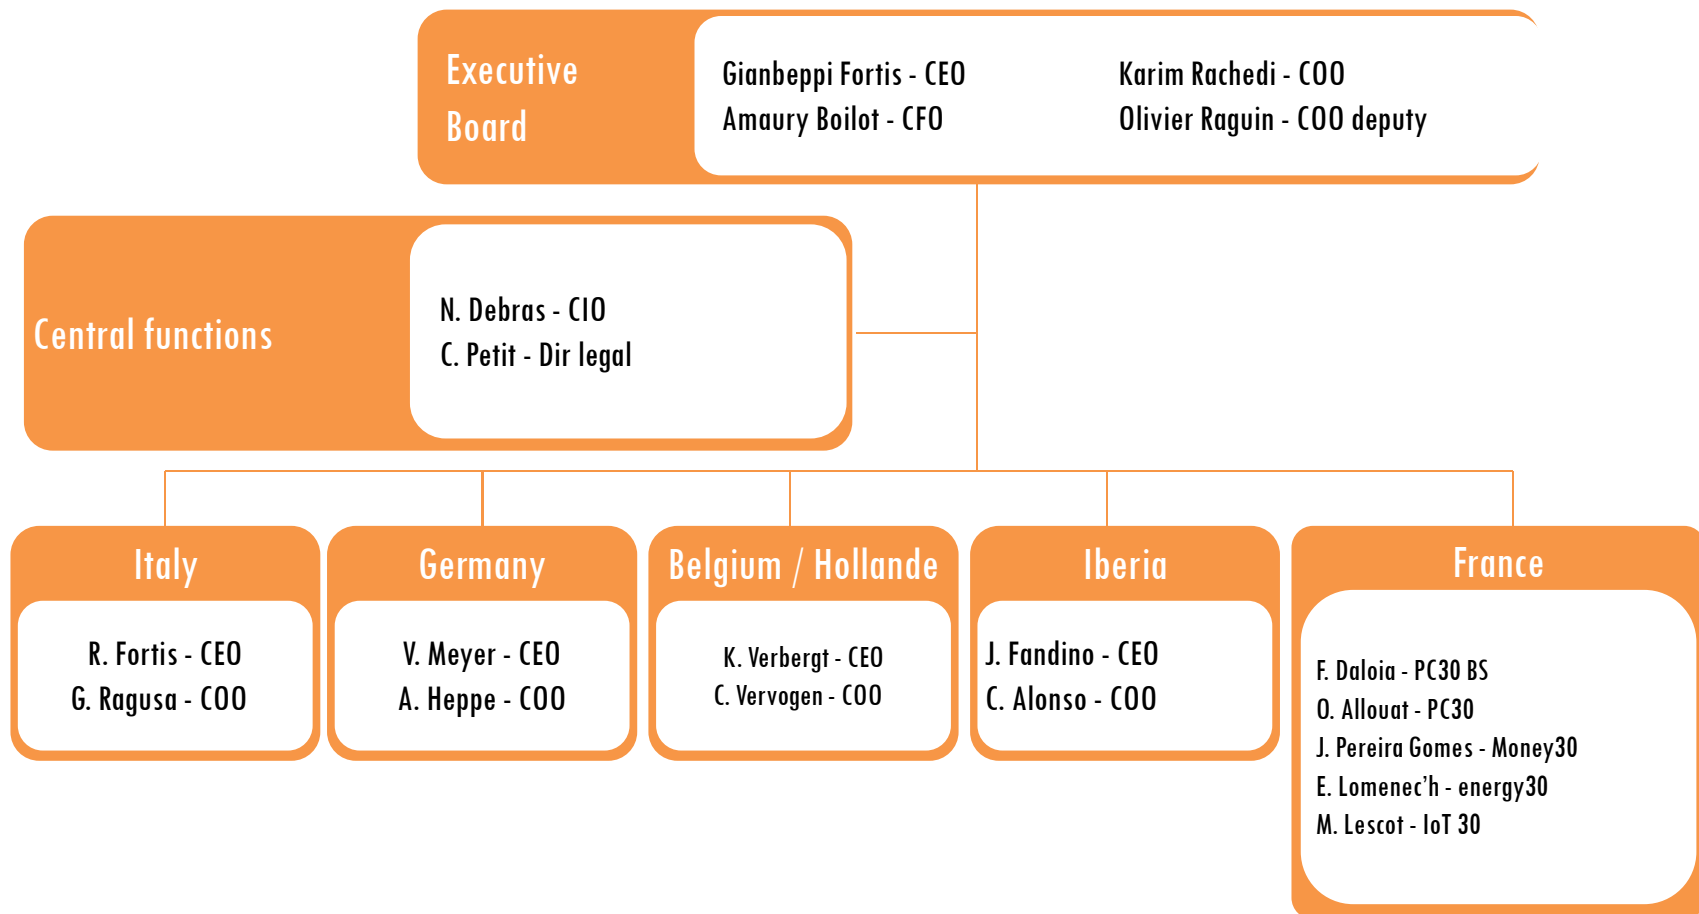 Executive
Board
Gianbeppi Fortis - CEO
Amaury Boilot - CFO
Karim Rachedi - COO
Olivier Raguin - COO deputy
Central functions
N. Debras - CIO
C. Petit - Dir legal
Italy
R. Fortis - CEO
G. Ragusa - COO
Germany
V. Meyer - CEO
A. Heppe - COO
Belgium / Hollande
K. Verbergt - CEO
C. Vervogen - COO
Iberia
J. Fandino - CEO
C. Alonso - COO
France
F. Daloia - PC30 BS
O. Allouat - PC30
J. Pereira Gomes - Money30
E. Lomenec’h - energy30
M. Lescot - IoT 30